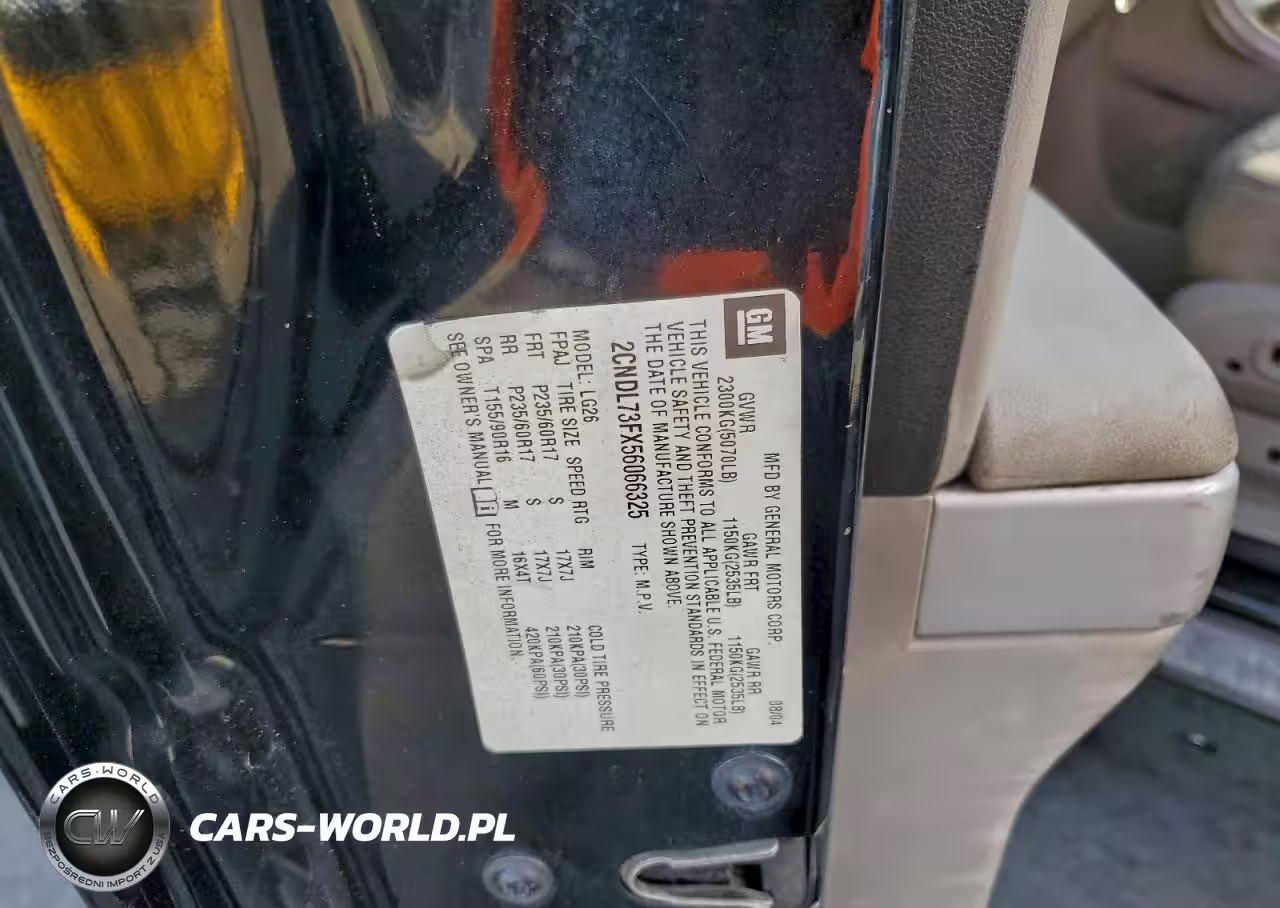 GM
MFD BY GENERAL MOTORS CORP. 08/04
GVWR GAWR FRT GAWR RR
2300KG(5070LB) 1150KG(2535LB) 1150KG(2535LB)
THIS VEHICLE CONFORMS TO ALL APPLICABLE U.S. FEDERAL MOTOR
VEHICLE SAFETY AND THEFT PREVENTION STANDARDS IN EFFECT ON
THE DATE OF MANUFACTURE SHOWN ABOVE.
2CNDL73FX56066325 TYPE: M.P.V.
MODEL: LG26
FPAJ TIRE SIZE SPEED RTG RIM COLD TIRE PRESSURE
FRT P235/60R17 S 17X7J 210KPA(30PSI)
RR P235/60R17 S 17X7J 210KPA(30PSI)
SPA T155/90R16 M 16X4T 420KPA(60PSI)
SEE OWNER'S MANUAL FOR MORE INFORMATION.
CARS-WORLD
CW
BEZPOŚREDNI IMPORT Z USA
CARS-WORLD.PL